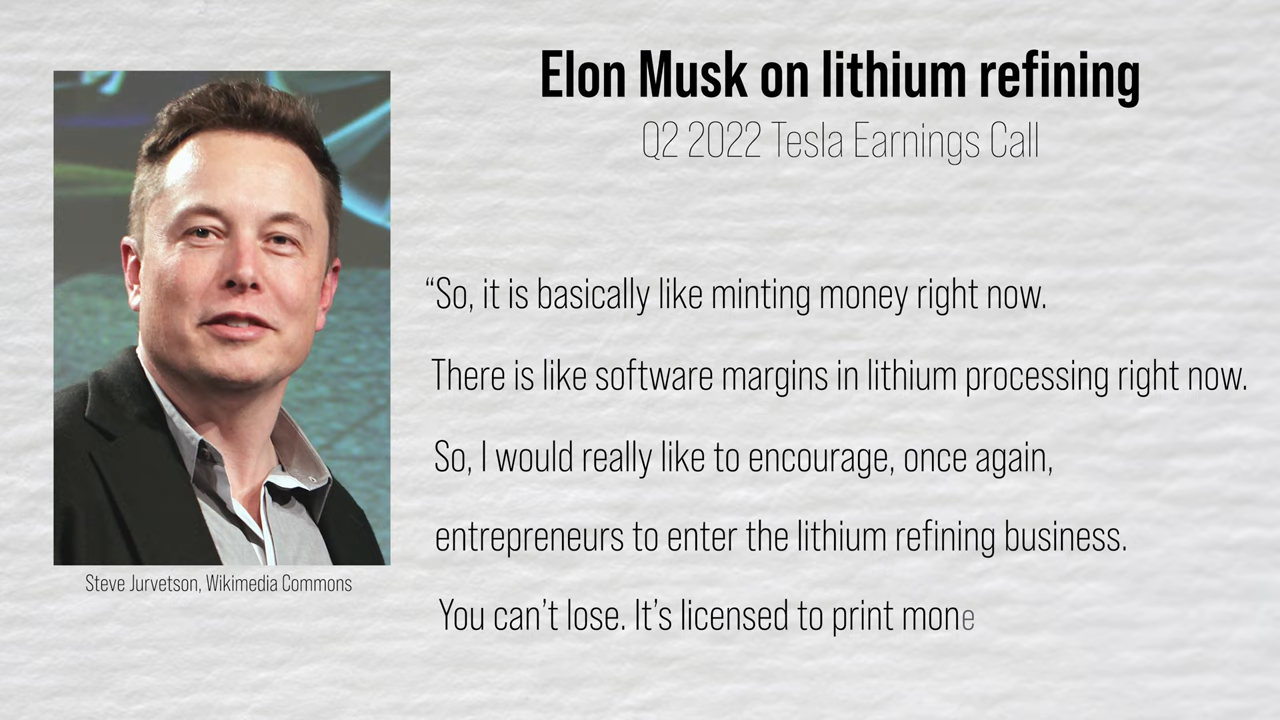 Elon Musk on lithium refining
Q2 2022 Tesla Earnings Call
“So, it is basically like minting money right now.
There is like software margins in lithium processing right now.
So, I would really like to encourage, once again,
entrepreneurs to enter the lithium refining business.
You can’t lose. It’s licensed to print mone
Steve Jurvetson, Wikimedia Commons